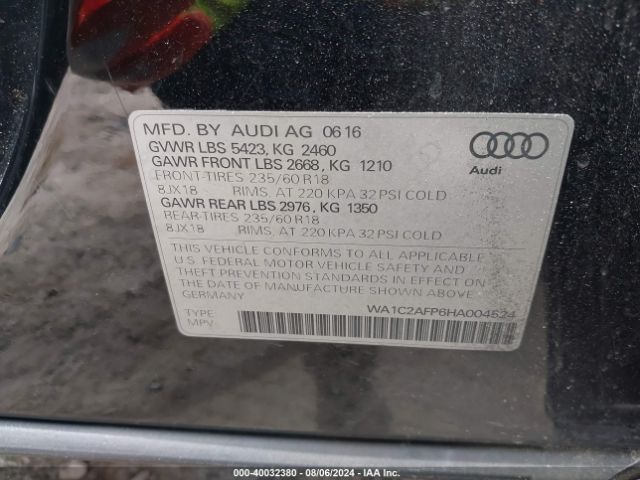 MFD. BY AUDI AG 0616
GVWR LBS 5423, KG 2460
GAWR FRONT LBS 2668, KG 1210
FRONT-TIRES 235/60 R18
8JX18 RIMS, AT 220 KPA 32 PSI COLD
GAWR REAR LBS 2976, KG 1350
REAR-TIRES 235/60 R18
8JX18 RIMS, AT 220 KPA 32 PSI COLD
THIS VEHICLE CONFORMS TO ALL APPLICABLE
U.S. FEDERAL MOTOR VEHICLE SAFETY AND
THEFT PREVENTION STANDARDS IN EFFECT ON
THE DATE OF MANUFACTURE SHOWN ABOVE
GERMANY
WA1C2AFP6HA004524
TYPE
MPV
Audi
000-40032380 - 08/06/2024 - IAA Inc.